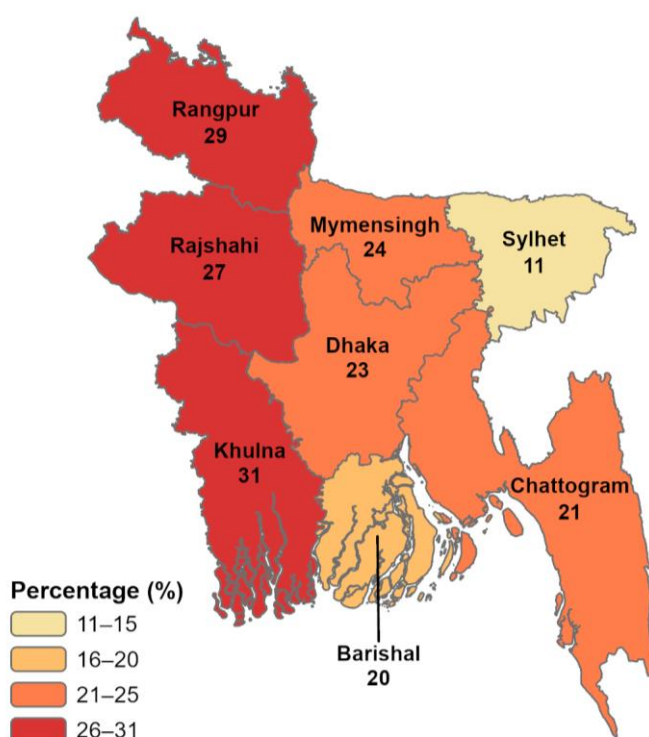 Rangpur
29
Mymensingh
24
Sylhet
11
Rajshahi
27
Dhaka
23
Khulna
31
Chattogram
21
Barishal
20
Percentage (%)
11–15
16–20
21–25
26–31